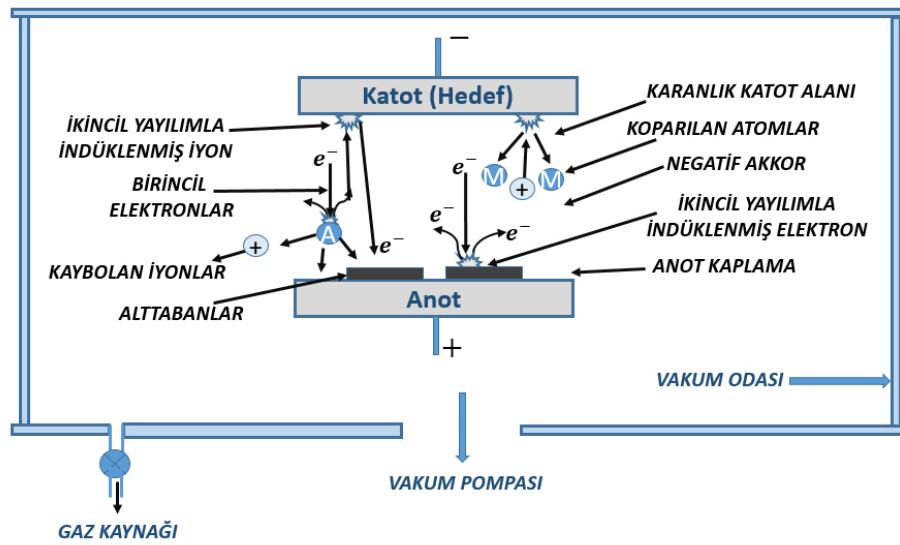 −
Katot (Hedef)
KARANLIK KATOT ALANI
İKİNCİL YAYILIMLA
İNDÜKLENMİŞ İYON
KOPARILAN ATOMLAR
e⁻
e⁻
M
+
M
NEGATİF AKKOR
BİRİNCİL
ELEKTRONLAR
A
e⁻
e⁻
e⁻
İKİNCİL YAYILIMLA
İNDÜKLENMİŞ ELEKTRON
+
KAYBOLAN İYONLAR
ANOT KAPLAMA
ALTTABANLAR
Anot
+
VAKUM ODASI
VAKUM POMPASI
GAZ KAYNAĞI